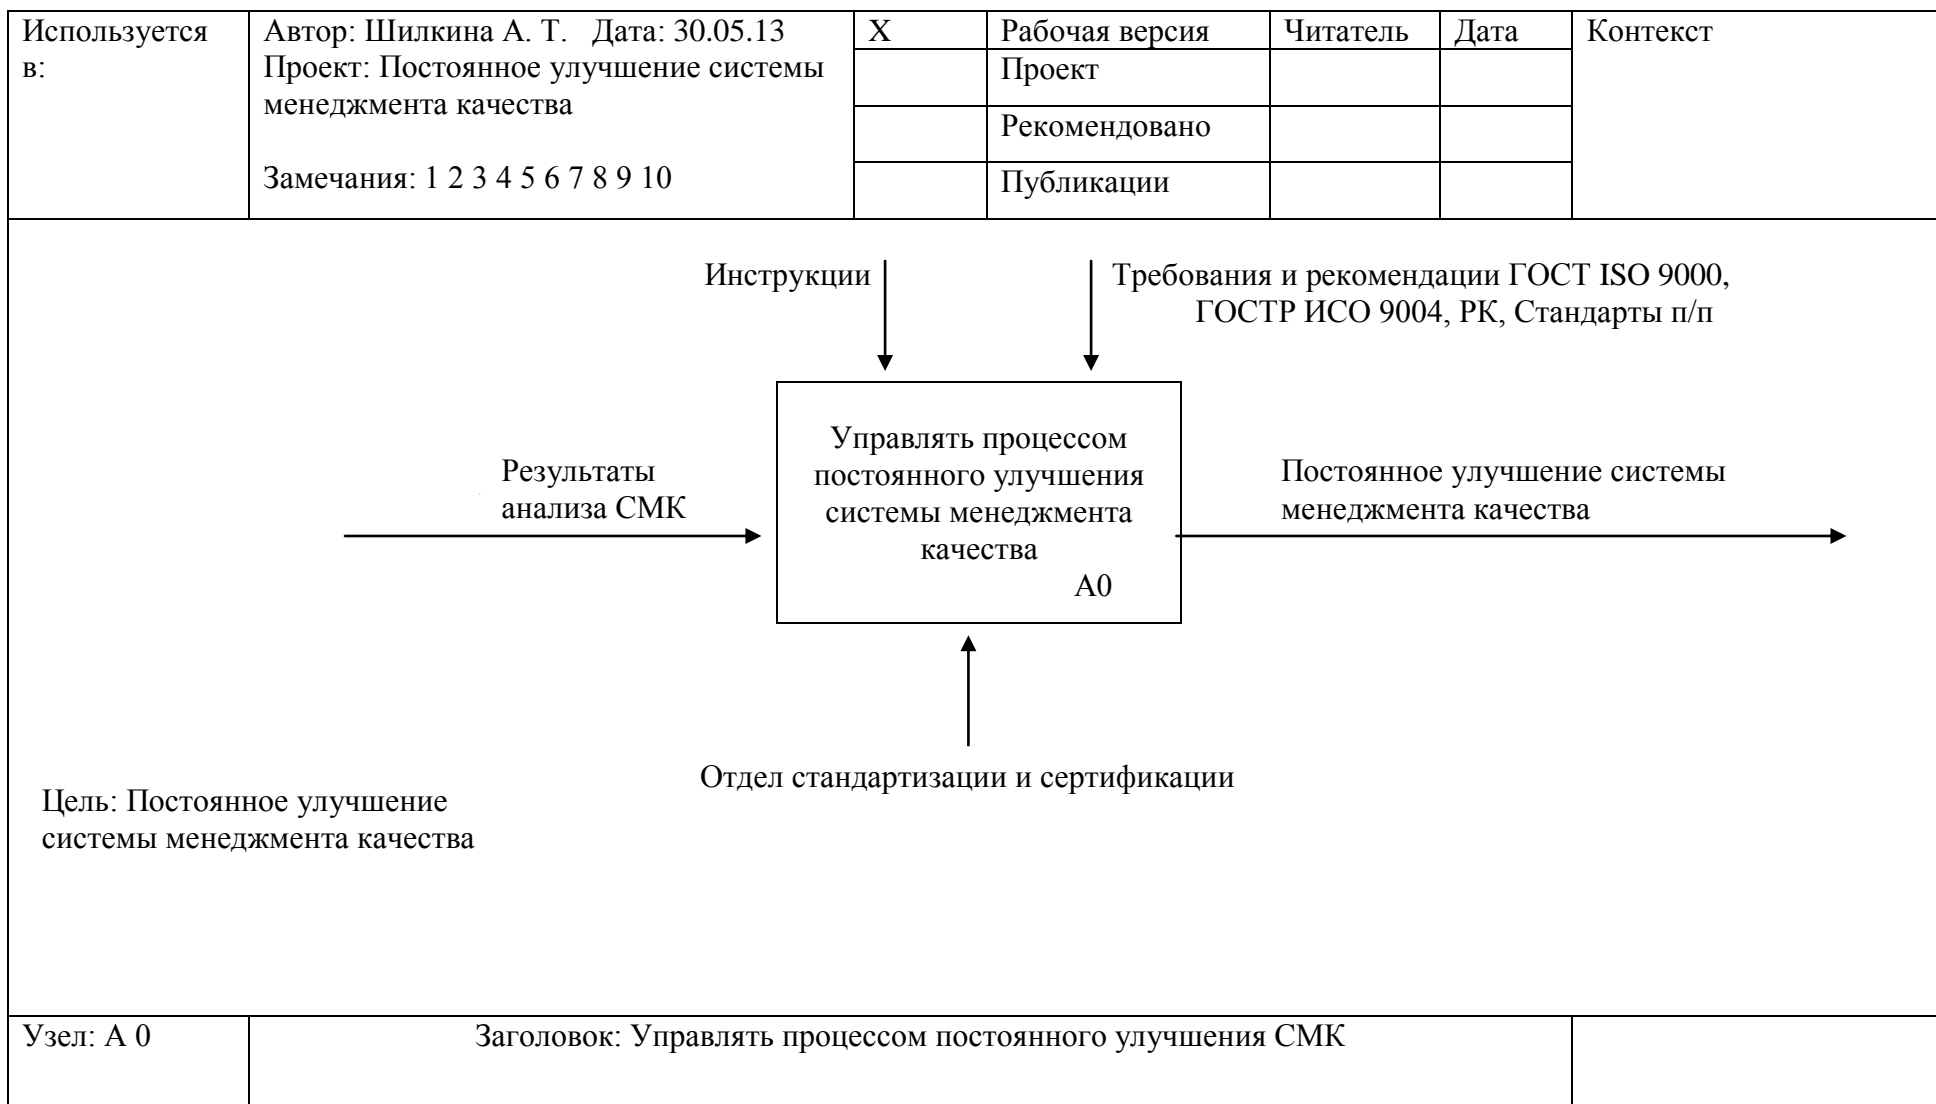 Используется
в:
Автор: Шилкина А. Т. Дата: 30.05.13
Проект: Постоянное улучшение системы
менеджмента качества
Замечания: 1 2 3 4 5 6 7 8 9 10
X
Рабочая версия
Читатель
Дата
Контекст
Проект
Рекомендовано
Публикации
Инструкции
Требования и рекомендации ГОСТ ISO 9000,
ГОСТР ИСО 9004, РК, Стандарты п/п
Управлять процессом
постоянного улучшения
системы менеджмента
качества
А0
Результаты
анализа СМК
Постоянное улучшение системы
менеджмента качества
Отдел стандартизации и сертификации
Цель: Постоянное улучшение
системы менеджмента качества
Узел: А 0
Заголовок: Управлять процессом постоянного улучшения СМК